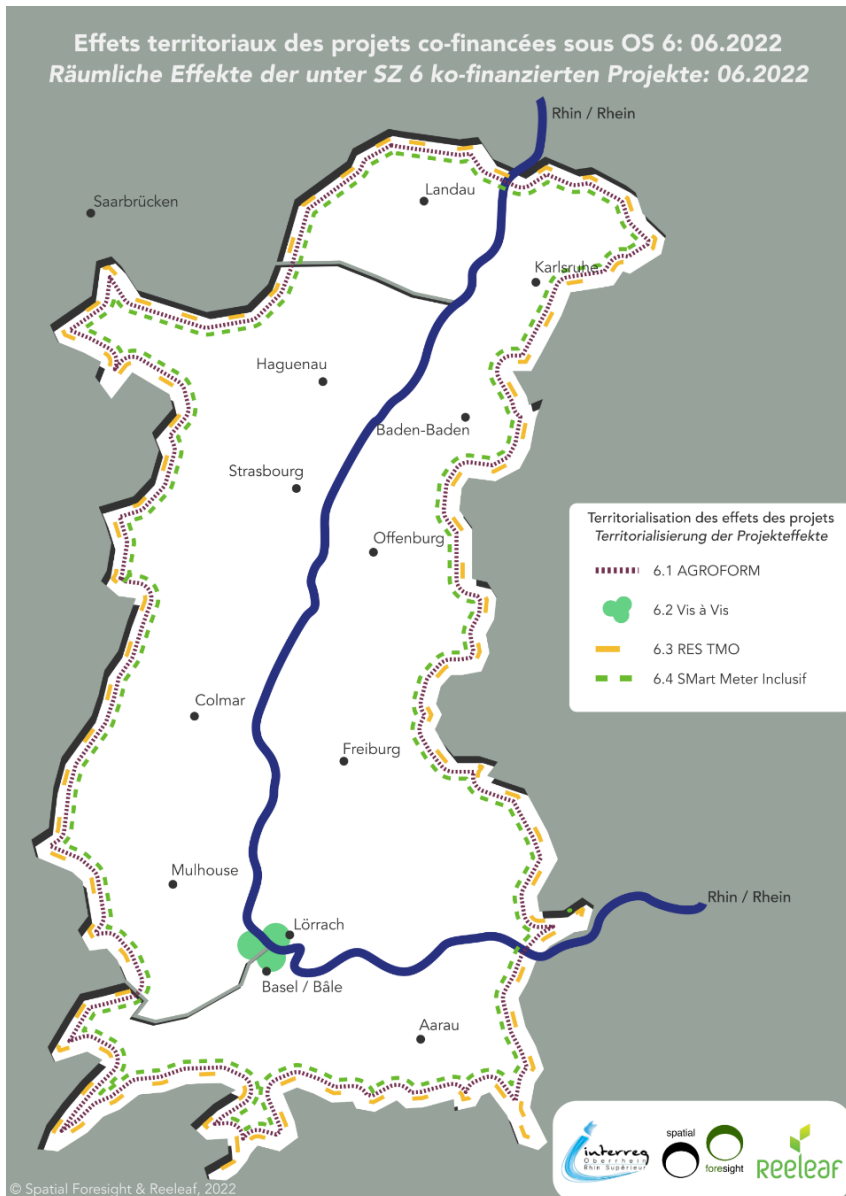 Effets territoriaux des projets co-financées sous OS 6: 06.2022
Räumliche Effekte der unter SZ 6 ko-finanzierten Projekte: 06.2022
Rhin / Rhein
Landau
Saarbrücken
Karlsruhe
Haguenau
Baden-Baden
Strasbourg
Offenburg
Territorialisation des effets des projets
Territorialisierung der Projekteffekte
6.1 AGROFORM
6.2 Vis à Vis
6.3 RES TMO
6.4 SMart Meter Inclusif
Colmar
Freiburg
Mulhouse
Rhin / Rhein
Lörrach
Basel / Bâle
Aarau
interreg
Oberrhein
Rhin Supérieur
spatial
foresight
REELEAF
© Spatial Foresight & Reeleaf, 2022